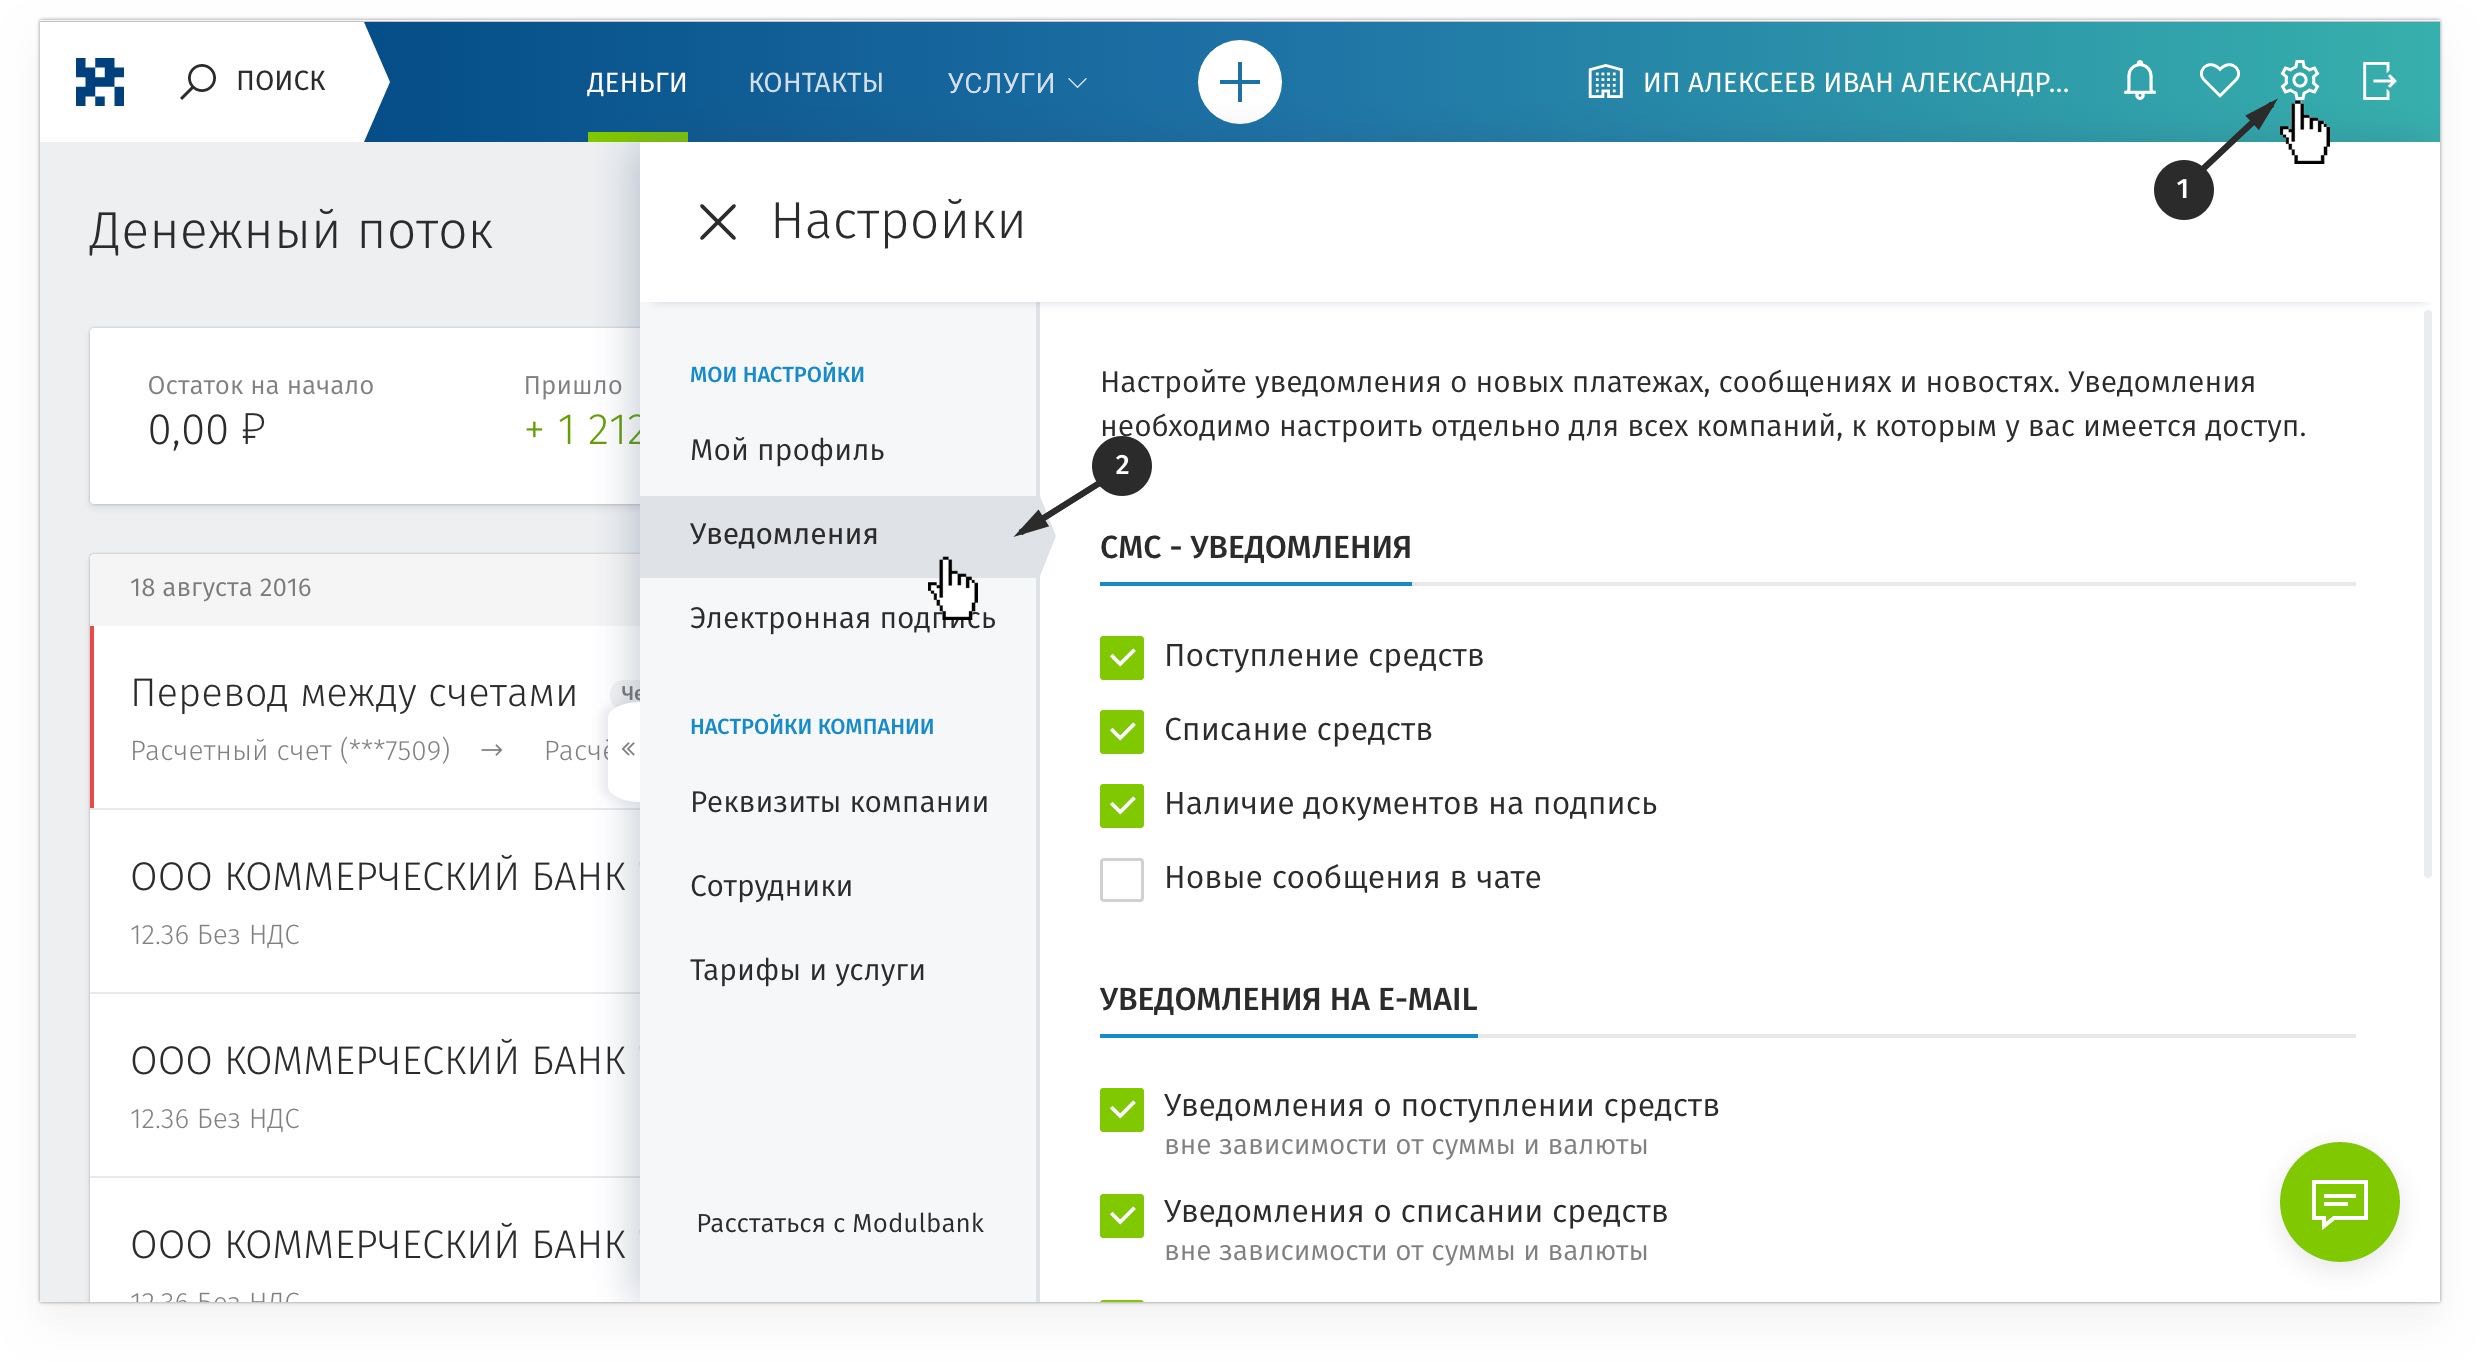 ПОИСК
ДЕНЬГИ
КОНТАКТЫ
УСЛУГИ
ИП АЛЕКСЕЕВ ИВАН АЛЕКСАНДР...
1
Денежный поток
Остаток на начало
0,00 ₽
Пришло
+ 1 212
18 августа 2016
Перевод между счетами
Расчетный счет (***7509) →
«
ООО КОММЕРЧЕСКИЙ БАНК
12.36 Без НДС
ООО КОММЕРЧЕСКИЙ БАНК
12.36 Без НДС
ООО КОММЕРЧЕСКИЙ БАНК
12.36 Без НДС
Настройки
МОИ НАСТРОЙКИ
Мой профиль
Уведомления
Электронная подпись
НАСТРОЙКИ КОМПАНИИ
Реквизиты компании
Сотрудники
Тарифы и услуги
Расстаться с Modulbank
Настройте уведомления о новых платежах, сообщениях и новостях. Уведомления
необходимо настроить отдельно для всех компаний, к которым у вас имеется доступ.
2
СМС - УВЕДОМЛЕНИЯ
Поступление средств
Списание средств
Наличие документов на подпись
Новые сообщения в чате
УВЕДОМЛЕНИЯ НА E-MAIL
Уведомления о поступлении средств
вне зависимости от суммы и валюты
Уведомления о списании средств
вне зависимости от суммы и валюты